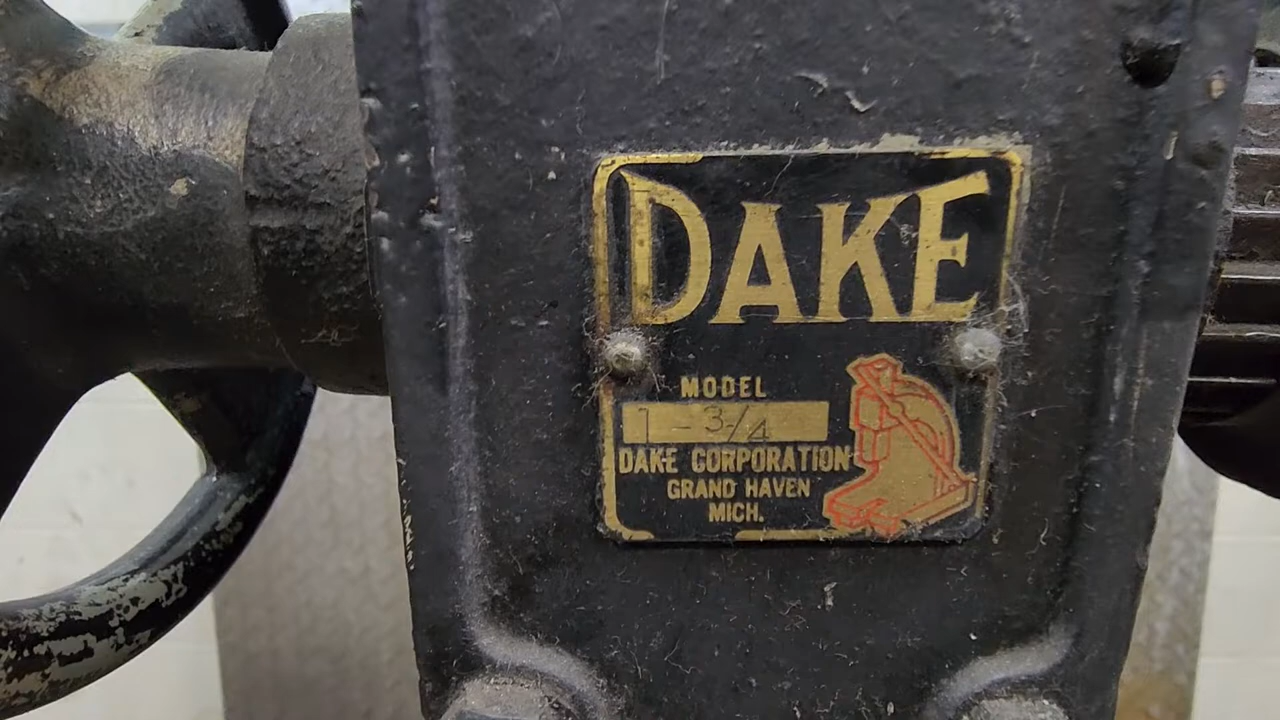 DAKE
MODEL
1-3/4
DAKE CORPORATION
GRAND HAVEN
MICH.